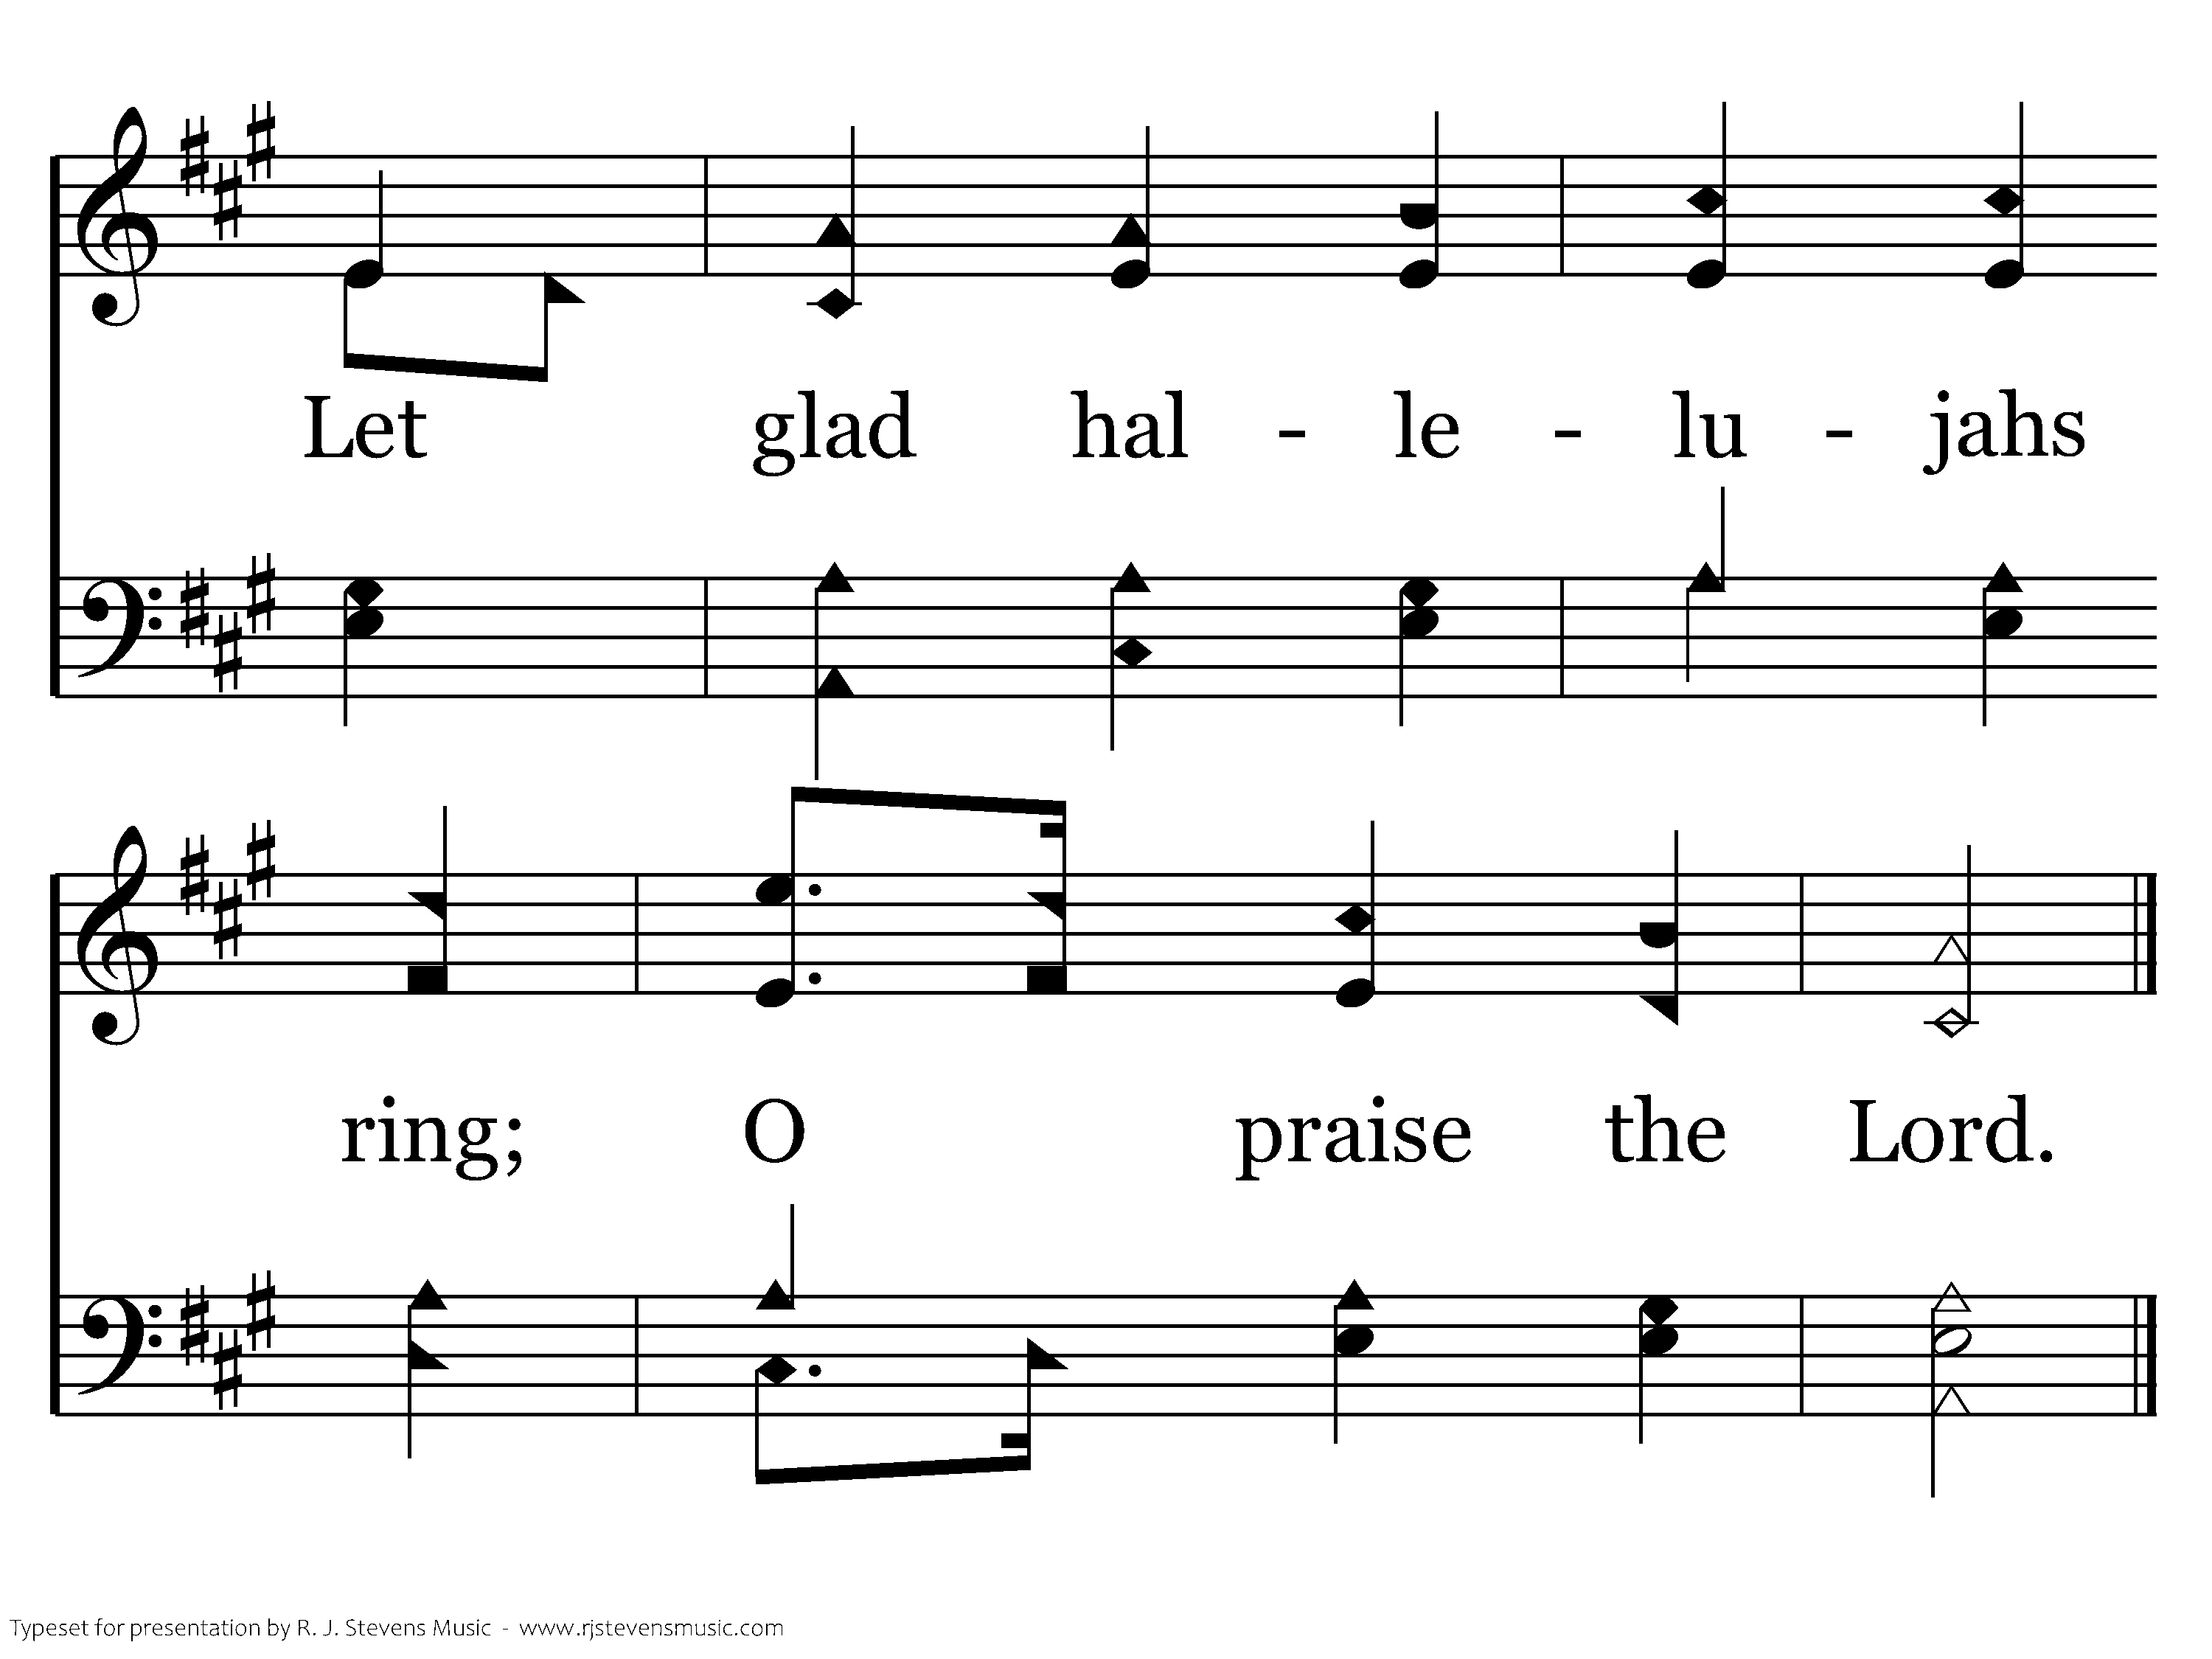 Let glad hal - le - lu - jahs
ring; O praise the Lord.
Typeset for presentation by R. J. Stevens Music - www.rjstevensmusic.com